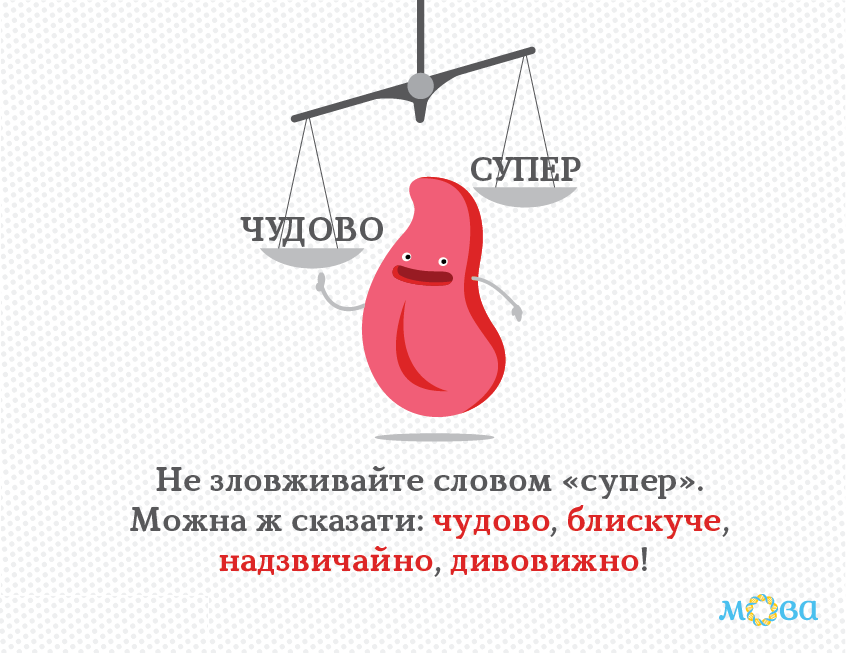 СУПЕР
ЧУДОВО
Не зловживайте словом «супер».
Можна ж сказати: чудово, блискуче,
надзвичайно, дивовижно!
мова